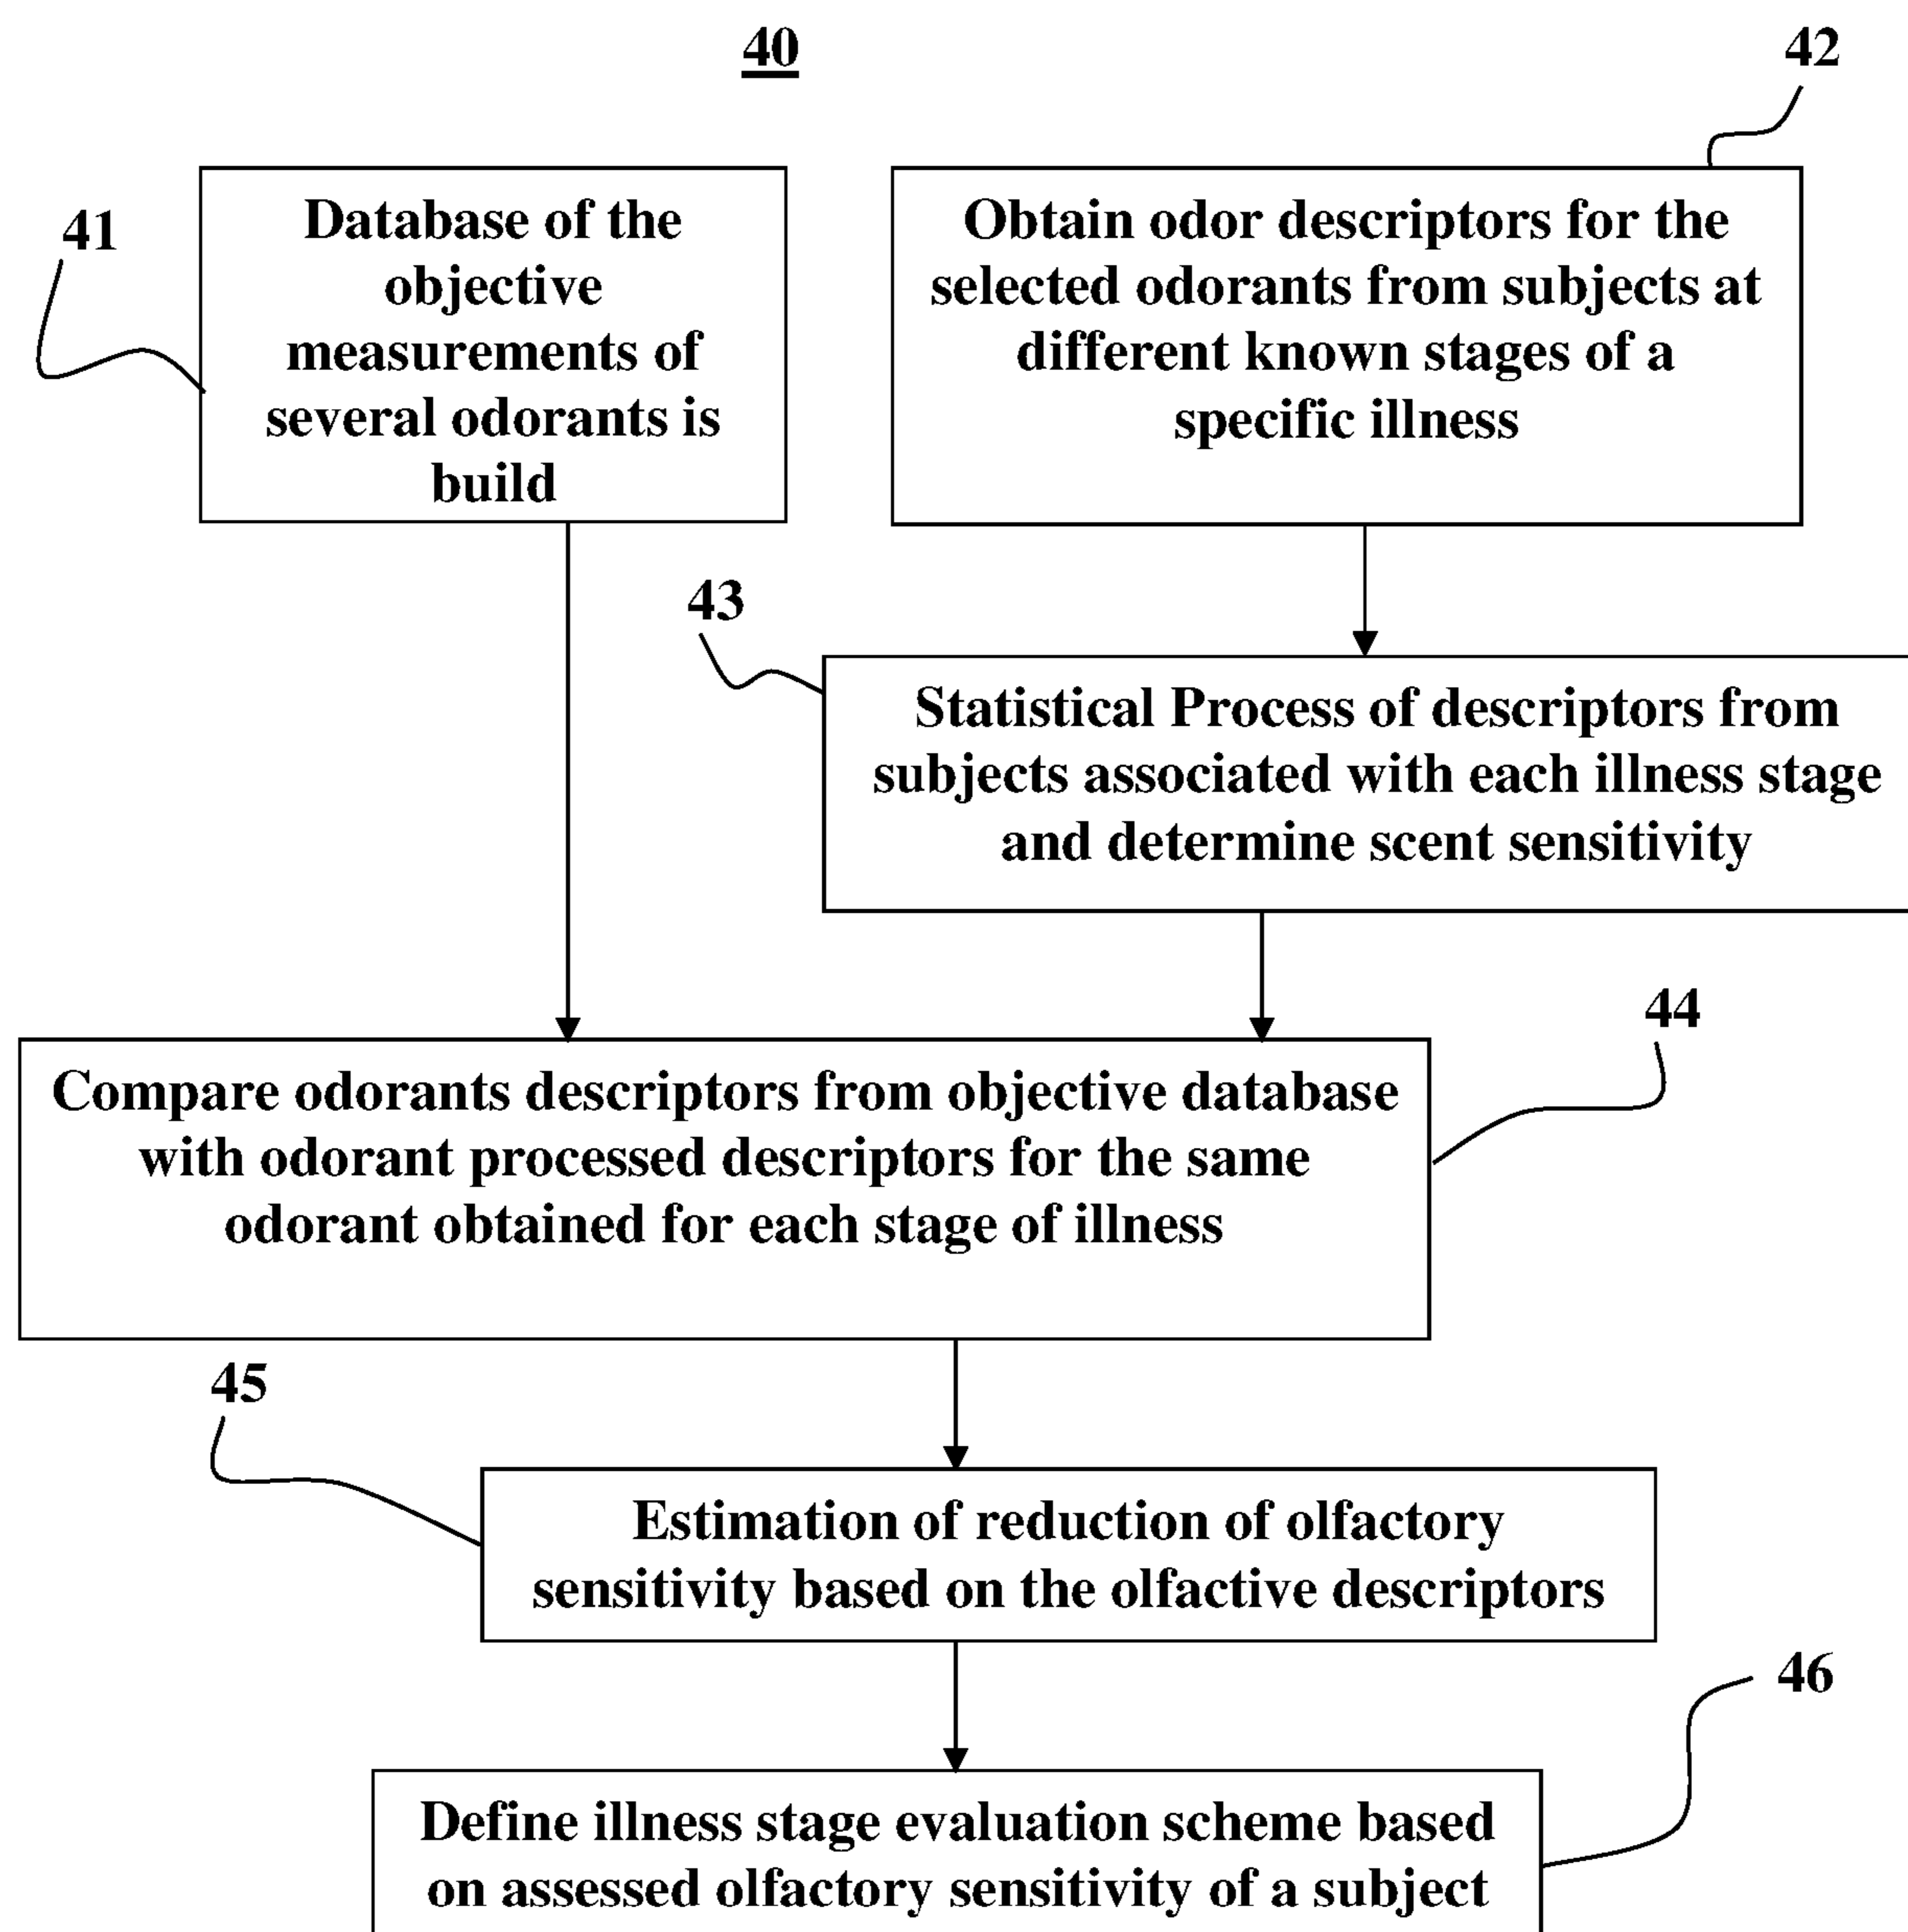 40
42
41
Database of the
objective
measurements of
several odorants is
build
Obtain odor descriptors for the
selected odorants from subjects at
different known stages of a
specific illness
43
Statistical Process of descriptors from
subjects associated with each illness stage
and determine scent sensitivity
44
Compare odorants descriptors from objective database
with odorant processed descriptors for the same
odorant obtained for each stage of illness
45
Estimation of reduction of olfactory
sensitivity based on the olfactive descriptors
46
Define illness stage evaluation scheme based
on assessed olfactory sensitivity of a subject